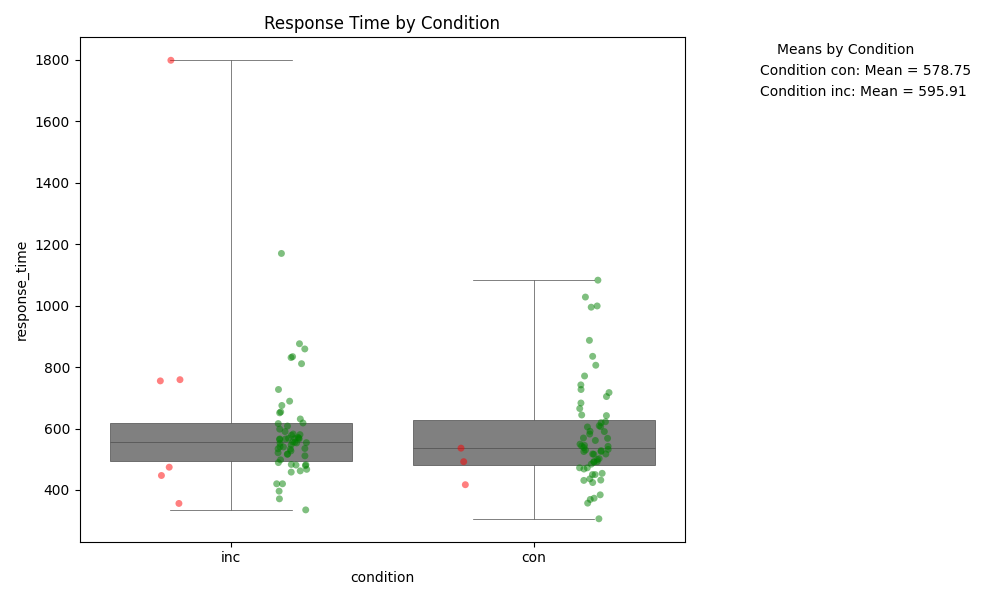 Response Time by Condition
Means by Condition
Condition con: Mean = 578.75
Condition inc: Mean = 595.91
1800
1600
1400
1200
1000
800
600
400
response_time
inc
con
condition